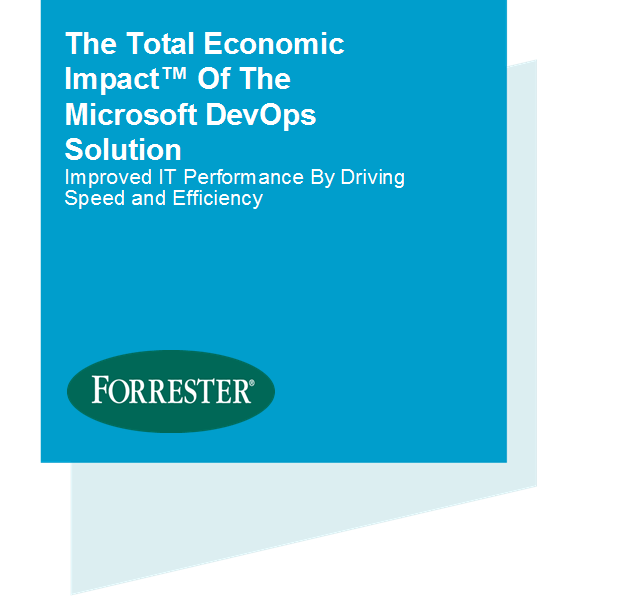 The Total Economic
Impact™ Of The
Microsoft DevOps
Solution
Improved IT Performance By Driving
Speed and Efficiency
FORRESTER®